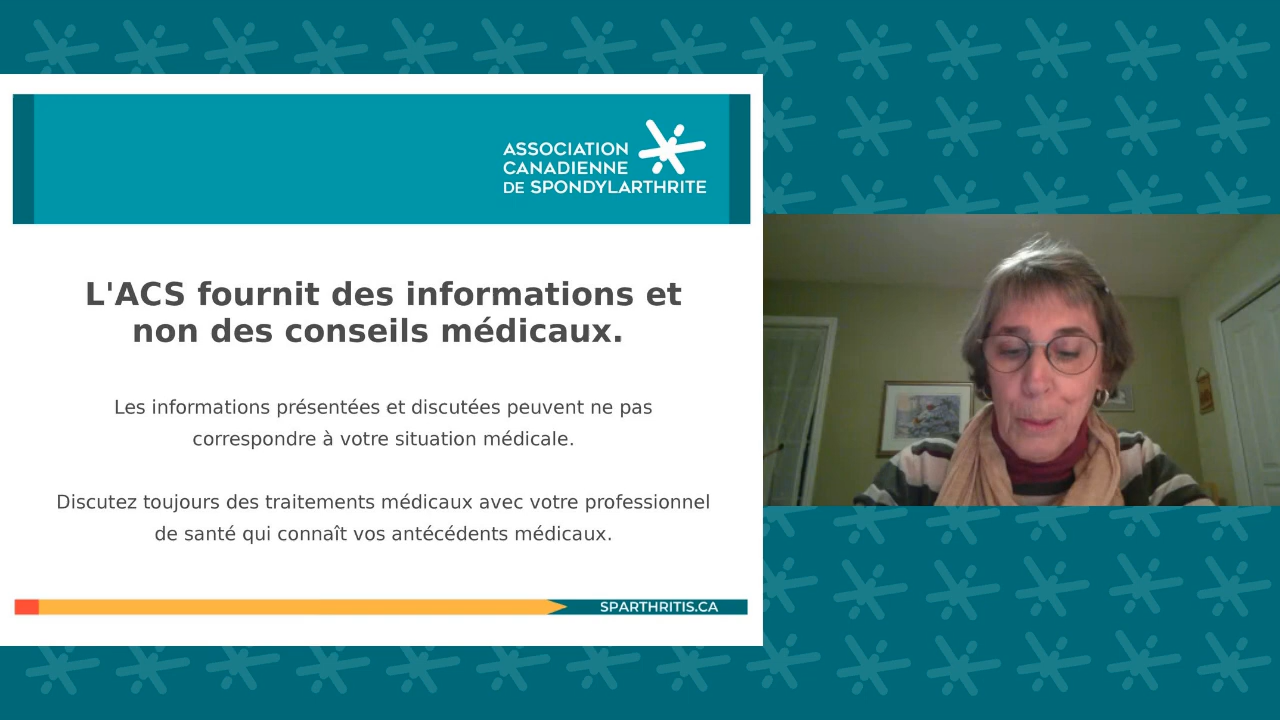 ASSOCIATION
CANADIENNE
DE SPONDYLARTHRITE
L'ACS fournit des informations et
non des conseils médicaux.
Les informations présentées et discutées peuvent ne pas
correspondre à votre situation médicale.
Discutez toujours des traitements médicaux avec votre professionnel
de santé qui connaît vos antécédents médicaux.
SPARTHRITIS.CA